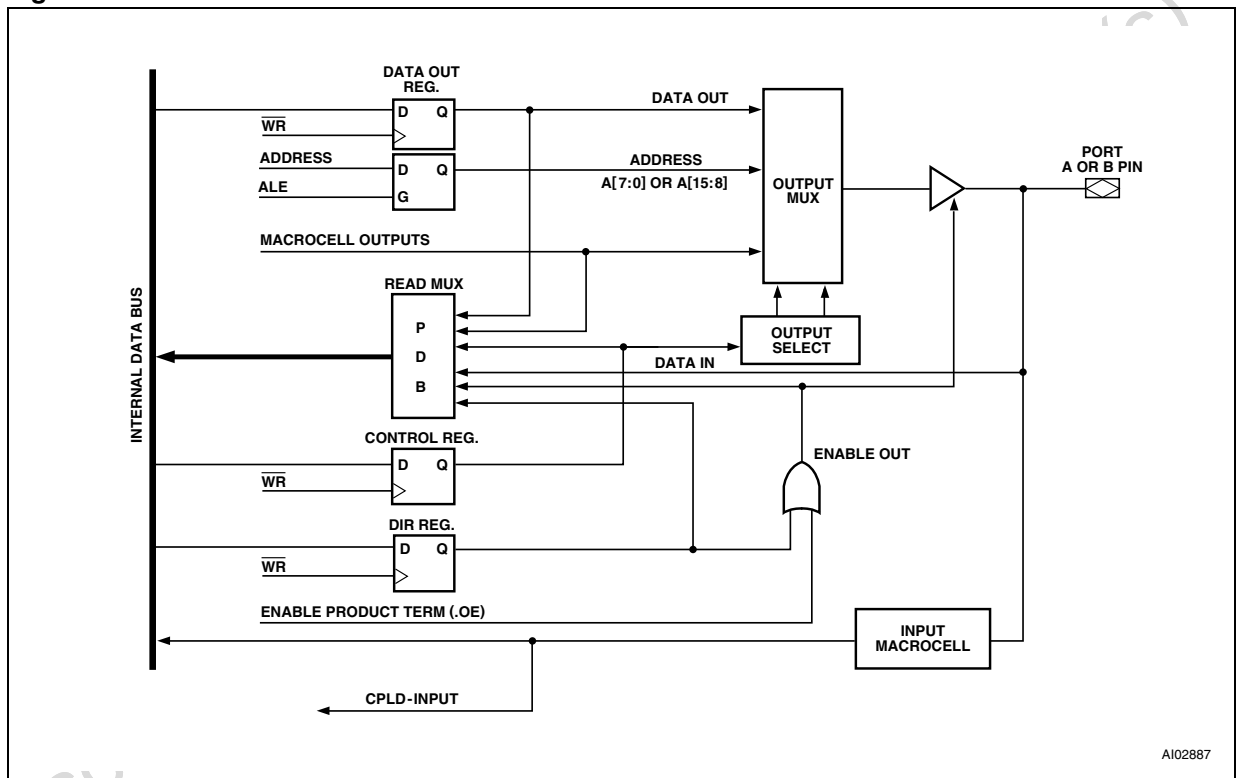 DATA OUT
REG.
D Q
WR
DATA OUT
ADDRESS
D Q
ALE
G
ADDRESS
A[7:0] OR A[15:8]
OUTPUT
MUX
PORT
A OR B PIN
MACROCELL OUTPUTS
READ MUX
P
D
B
OUTPUT
SELECT
DATA IN
INTERNAL DATA BUS
CONTROL REG.
D Q
WR
ENABLE OUT
DIR REG.
D Q
WR
ENABLE PRODUCT TERM (.OE)
INPUT
MACROCELL
CPLD-INPUT
AI02887